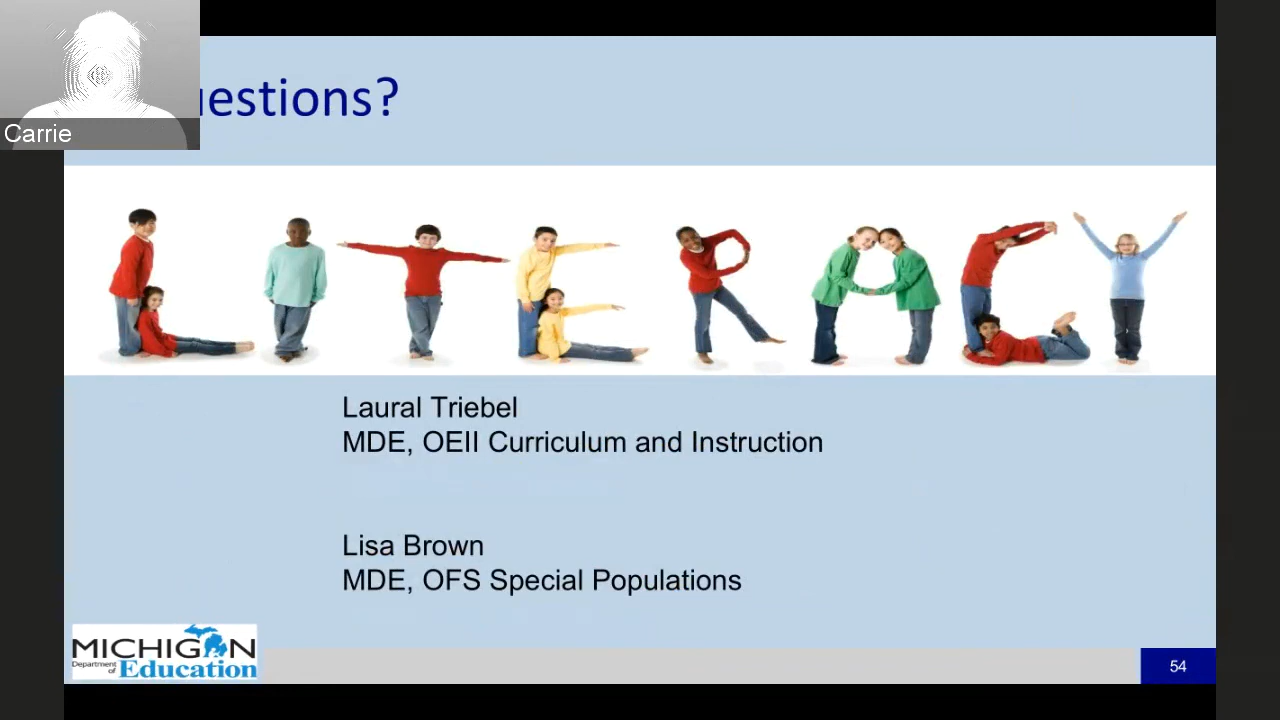 uestions?
Carrie
LITERACY
Laural Triebel
MDE, OEII Curriculum and Instruction
Lisa Brown
MDE, OFS Special Populations
MICHIGAN
Department of Education
54